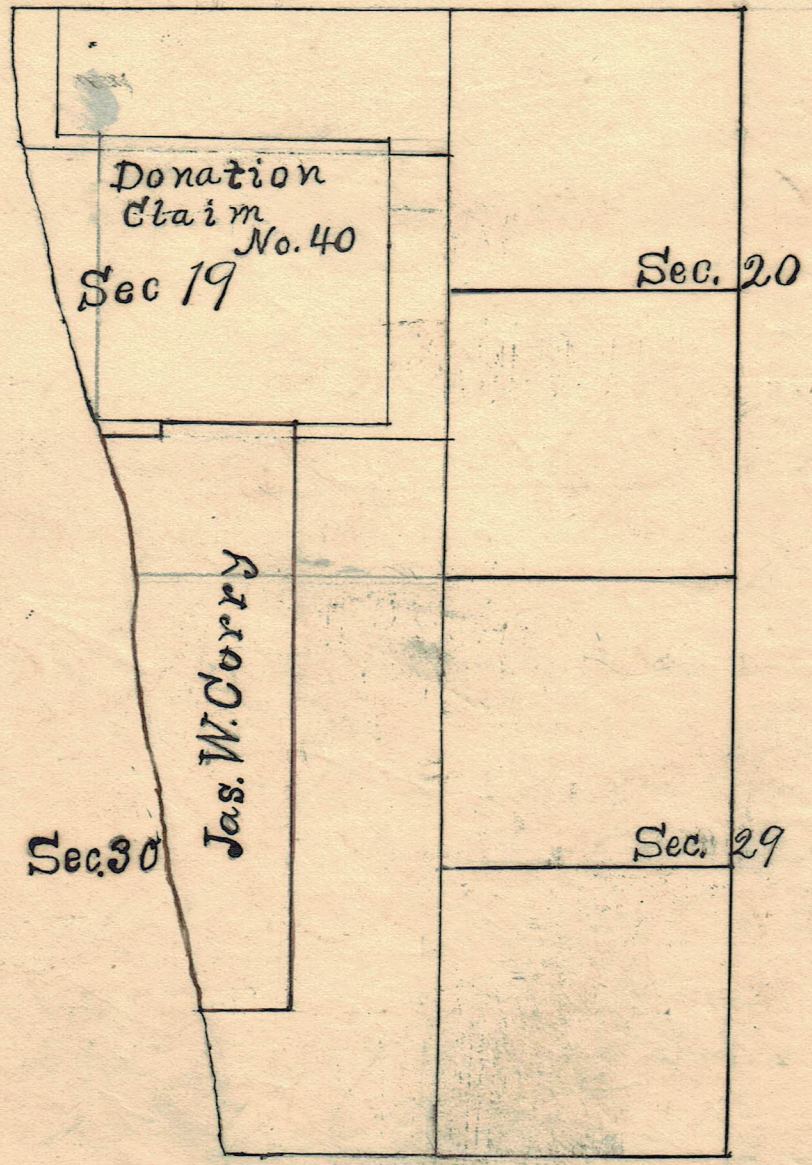 Donation
Claim
No. 40
Sec 19
Sec. 20
Jas. W. Corry
Sec. 30
Sec. 29